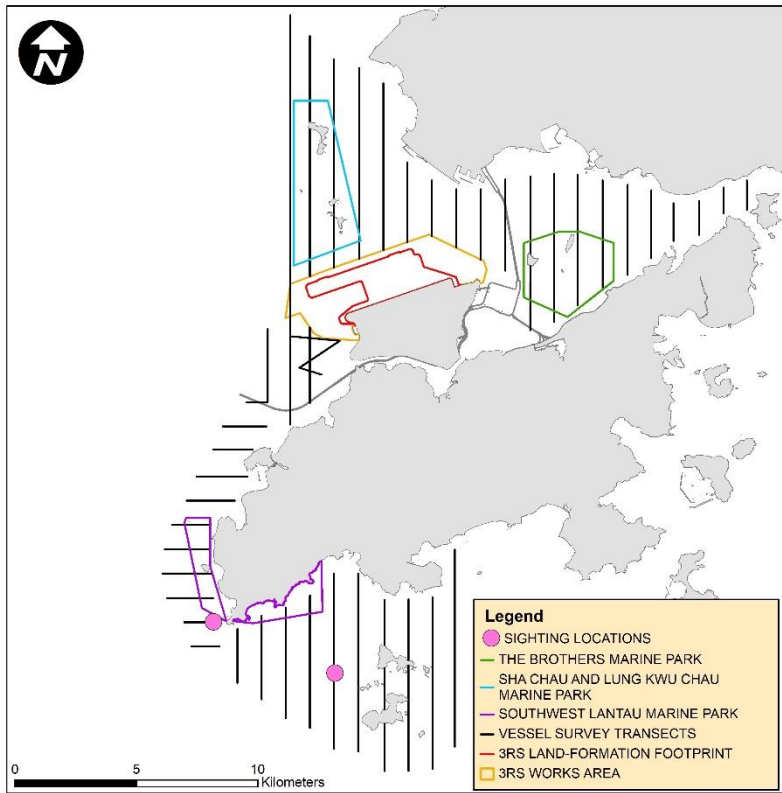 N
Legend
SIGHTING LOCATIONS
THE BROTHERS MARINE PARK
SHA CHAU AND LUNG KWU CHAU
MARINE PARK
SOUTHWEST LANTAU MARINE PARK
VESSEL SURVEY TRANSECTS
3RS LAND-FORMATION FOOTPRINT
3RS WORKS AREA
0 5 10
Kilometers